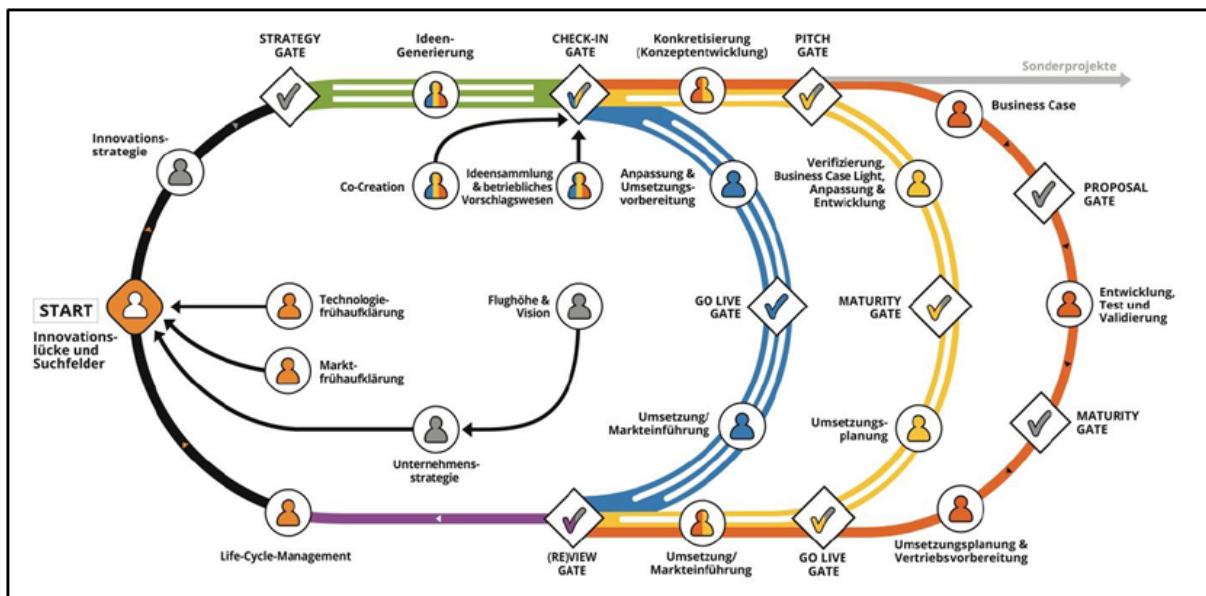 STRATEGY
GATE
Ideen-
Generierung
CHECK-IN
GATE
Konkretisierung
(Konzeptentwicklung)
PITCH
GATE
Sonderprojekte
Business Case
Innovations-
strategie
Co-Creation
Ideensammlung
& betriebliches
Vorschlagswesen
Anpassung &
Umsetzungs-
vorbereitung
Verifizierung,
Business Case Light,
Anpassung &
Entwicklung
PROPOSAL
GATE
START
Innovations-
lücke und
Suchfelder
Technologie-
frühaufklärung
Flughöhe &
Vision
GO LIVE
GATE
MATURITY
GATE
Entwicklung,
Test und
Validierung
Markt-
frühaufklärung
Unternehmens-
strategie
Umsetzung/
Markteinführung
Umsetzungs-
planung
MATURITY
GATE
Life-Cycle-Management
(RE)VIEW
GATE
Umsetzung/
Markteinführung
GO LIVE
GATE
Umsetzungsplanung &
Vertriebsvorbereitung